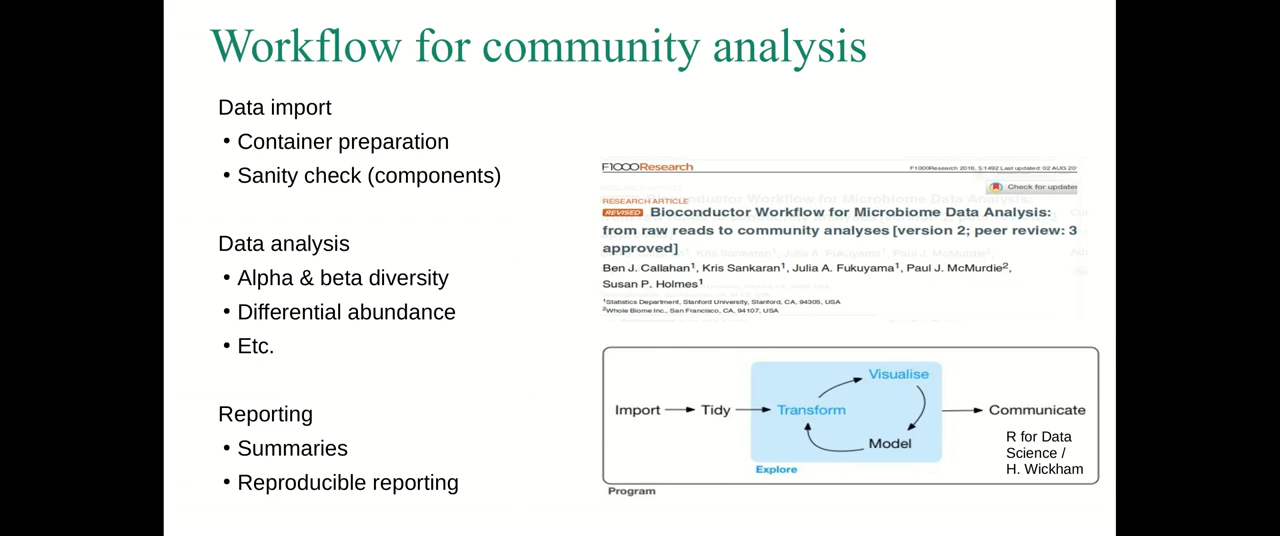 Workflow for community analysis
Data import
• Container preparation
• Sanity check (components)
Data analysis
• Alpha & beta diversity
• Differential abundance
• Etc.
Reporting
• Summaries
• Reproducible reporting
F1000Research
F1000Research 2016, 5:1492 Last updated: 02 AUG 20
Check for updates
RESEARCH ARTICLE
REVISED Bioconductor Workflow for Microbiome Data Analysis:
from raw reads to community analyses [version 2; peer review: 3
approved]
Ben J. Callahan1, Kris Sankaran1, Julia A. Fukuyama1, Paul J. McMurdie2,
Susan P. Holmes1
1Statistics Department, Stanford University, Stanford, CA, 94305, USA
2Whole Biome Inc., San Francisco, CA, 94107, USA
Visualise
Import
Tidy
Transform
Communicate
Model
Explore
R for Data
Science /
H. Wickham
Program